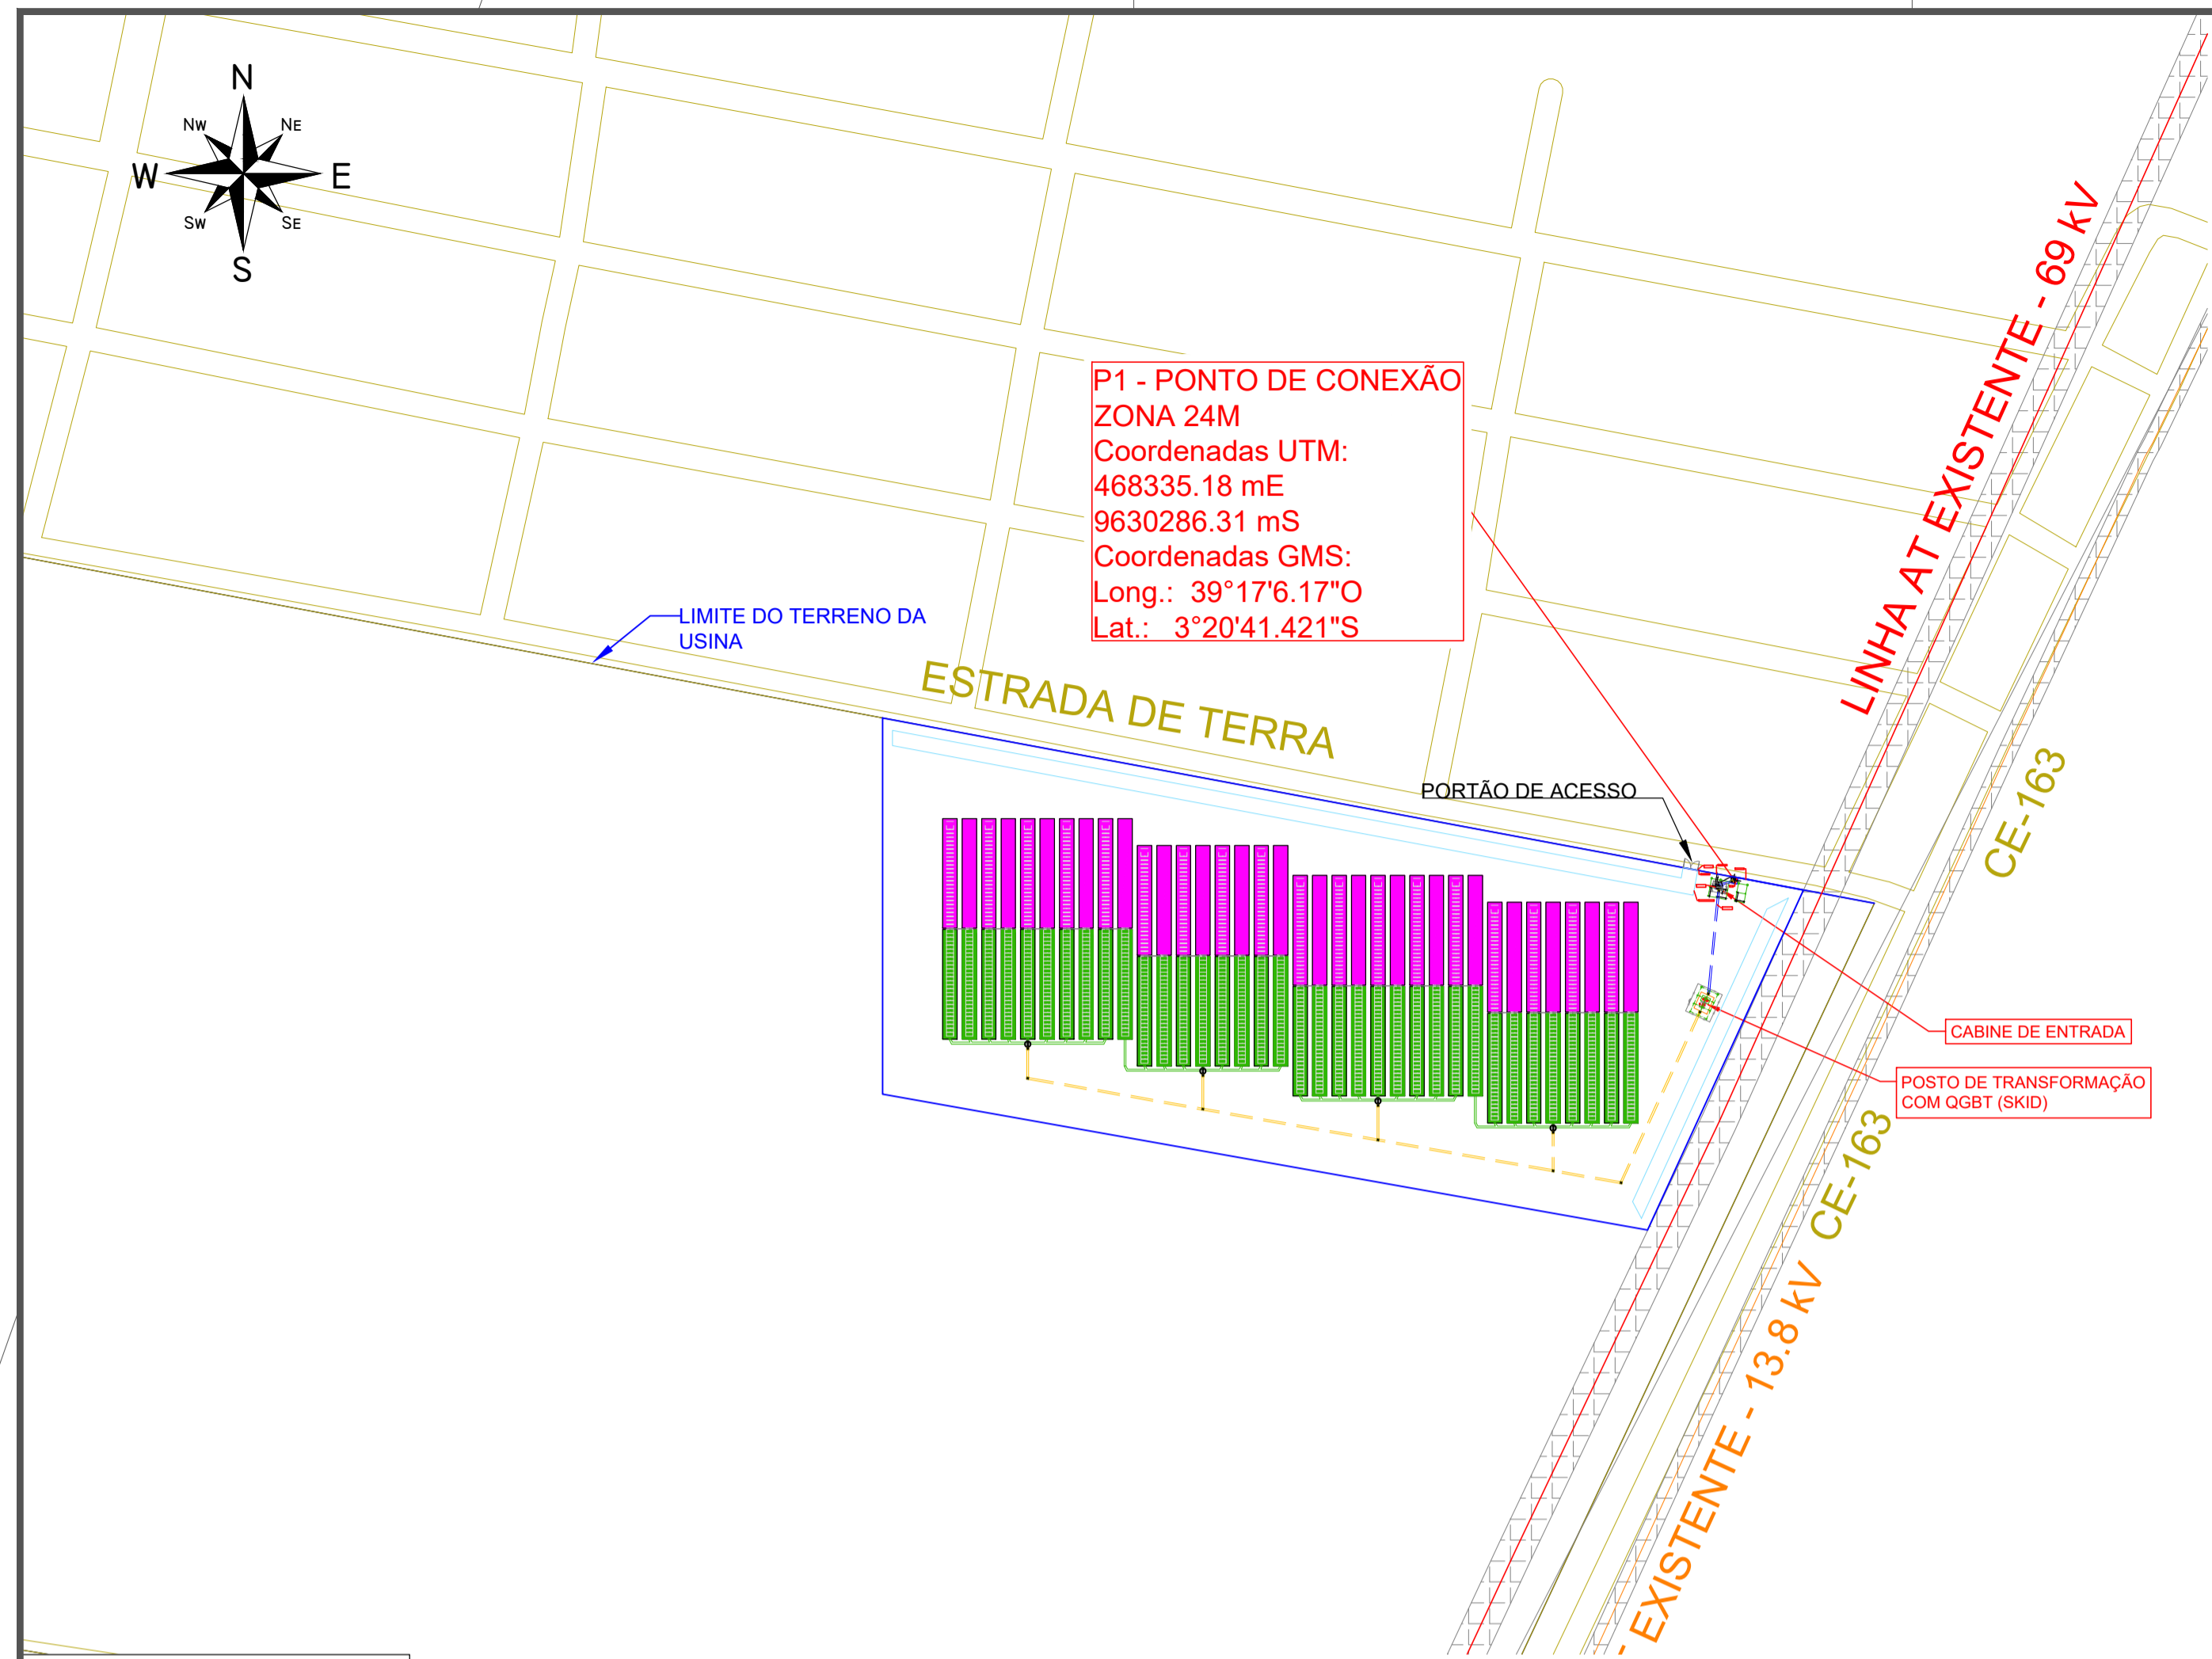 N
Nw
NE
W
E
Sw
SE
S
P1 - PONTO DE CONEXÃO
ZONA 24M
Coordenadas UTM:
468335.18 mE
9630286.31 mS
Coordenadas GMS:
Long.: 39°17'6.17"O
Lat.: 3°20'41.421"S
LINHA AT EXISTENTE - 69 kV
LIMITE DO TERRENO DA
USINA
ESTRADA DE TERRA
PORTÃO DE ACESSO
CE-163
CABINE DE ENTRADA
POSTO DE TRANSFORMAÇÃO
COM QGBT (SKID)
CE-163
EXISTENTE - 13.8 kV